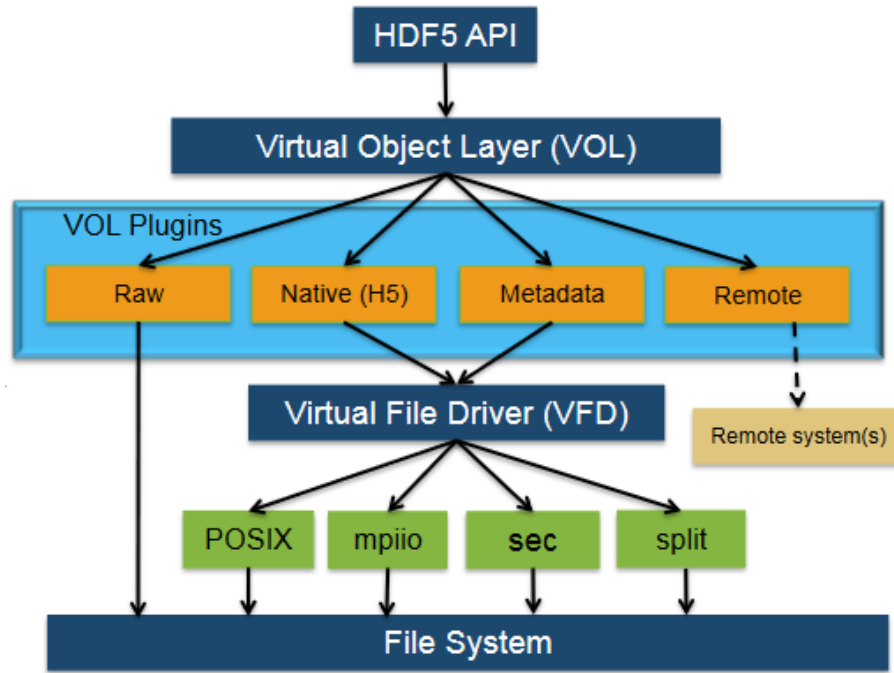 HDF5 API
Virtual Object Layer (VOL)
VOL Plugins
Raw
Native (H5)
Metadata
Remote
Virtual File Driver (VFD)
Remote system(s)
POSIX
mpiio
sec
split
File System